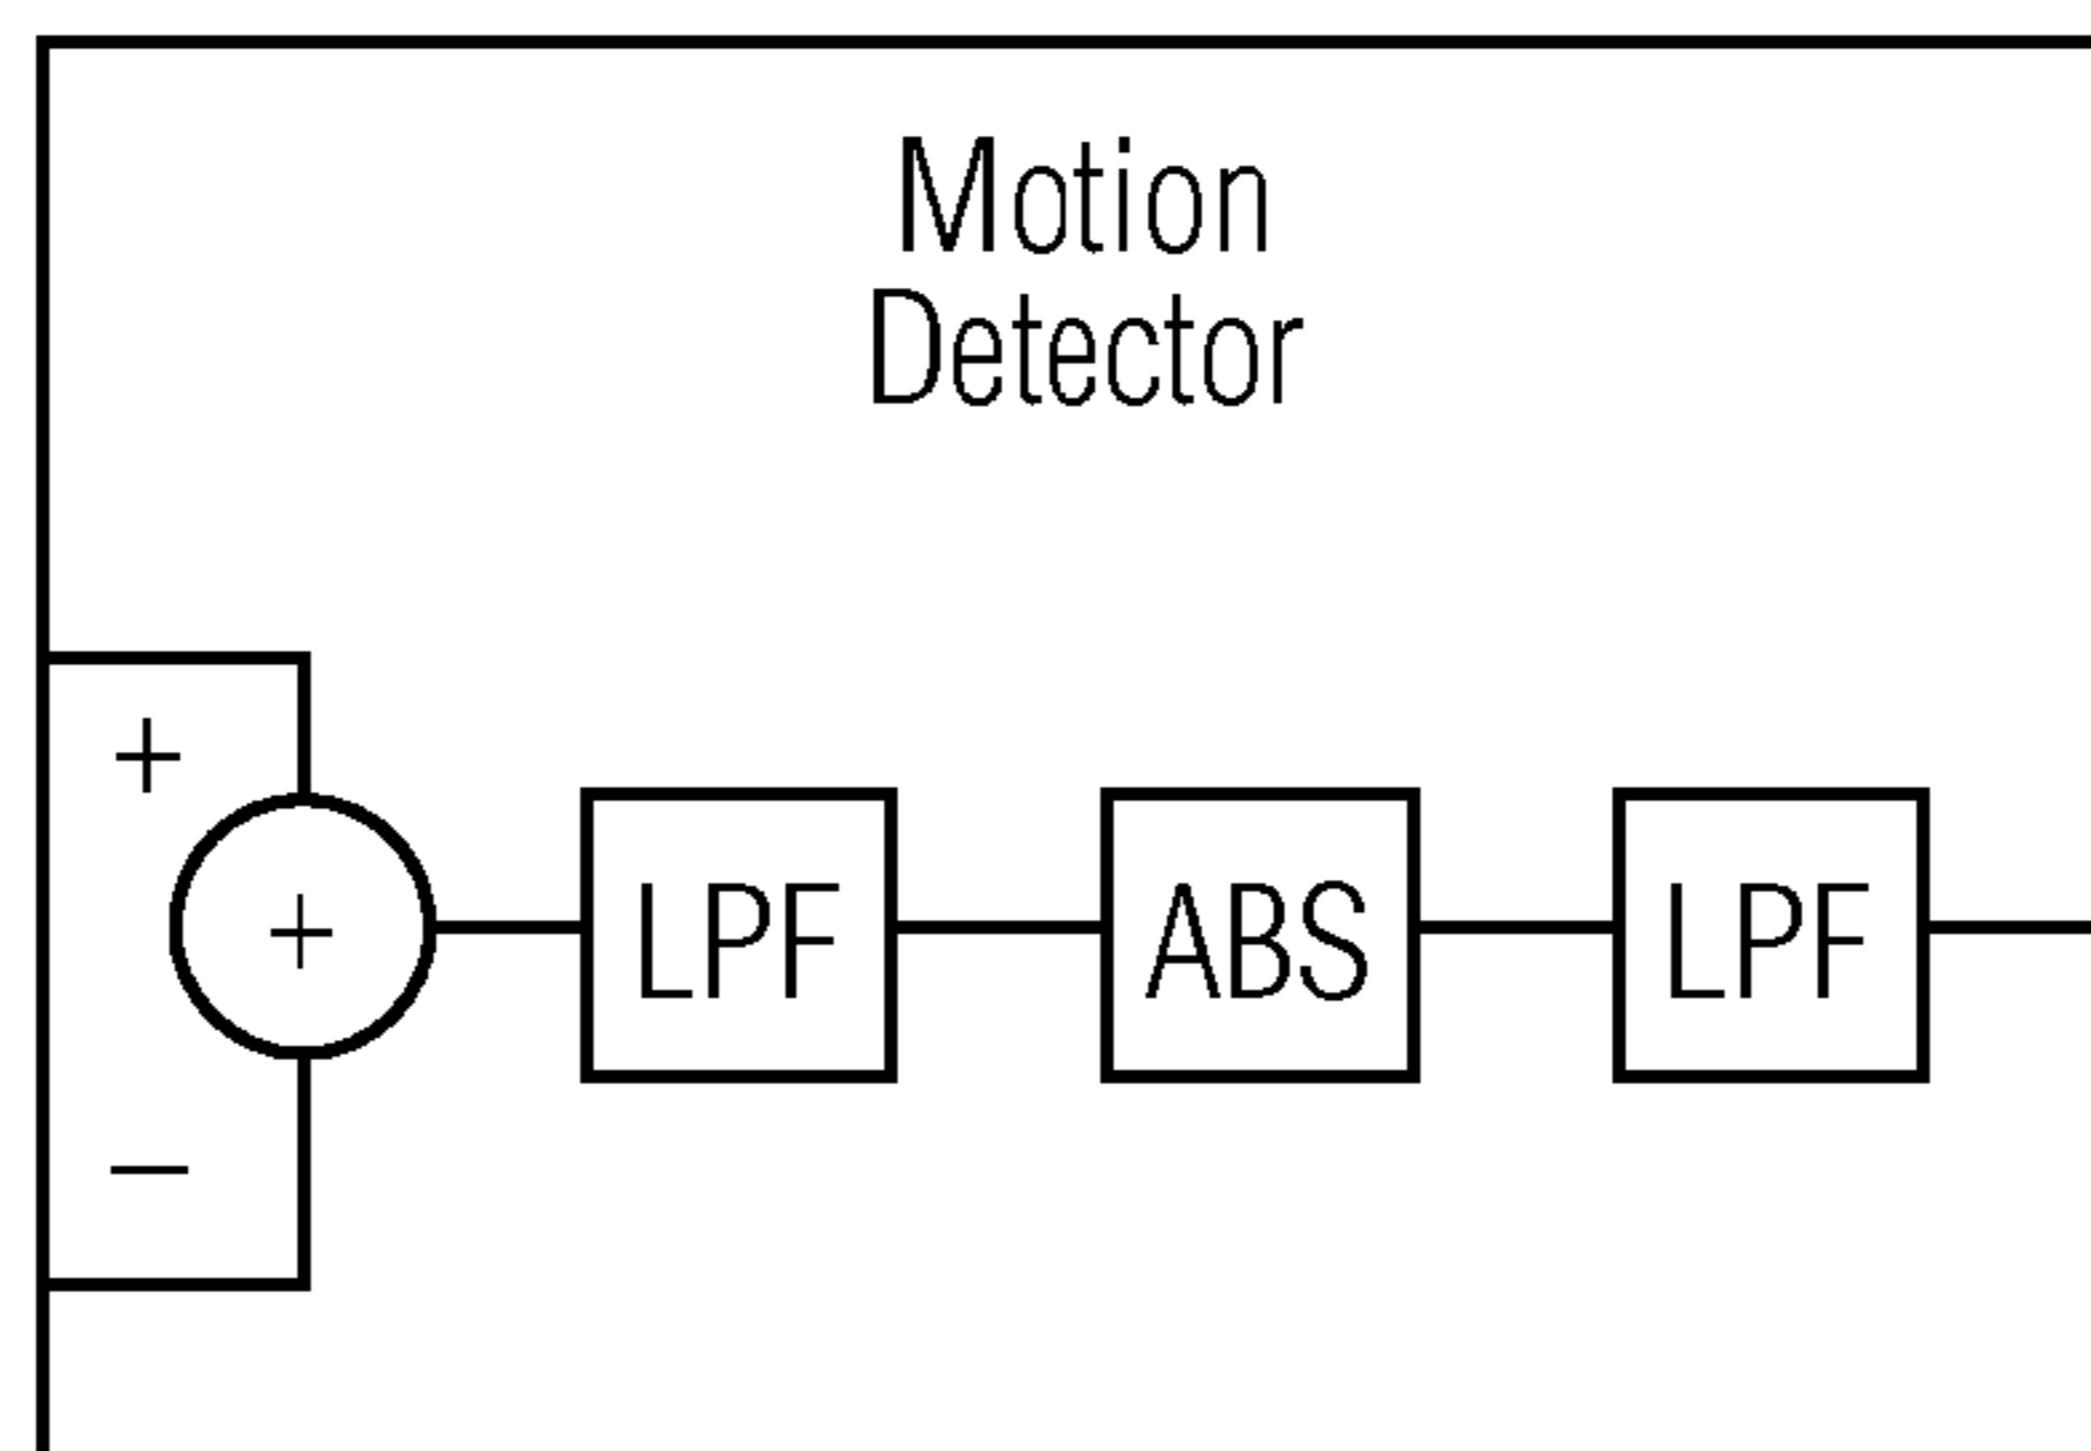 Motion
Detector
+
+ LPF ABS LPF
−